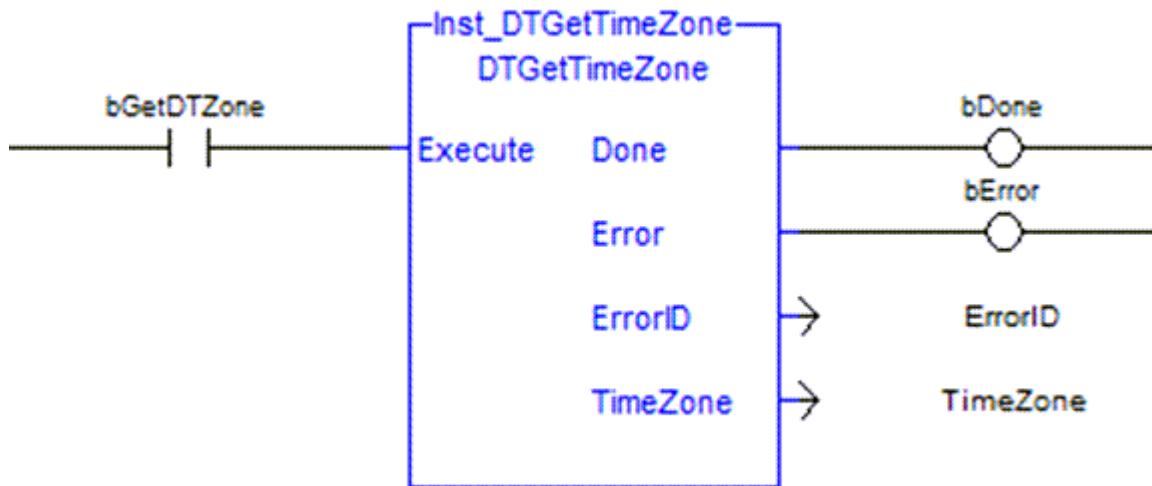 Inst_DTGetTimeZone
DTGetTimeZone
bGetDTZone
bDone
Execute Done
bError
Error
ErrorID ErrorID
TimeZone TimeZone